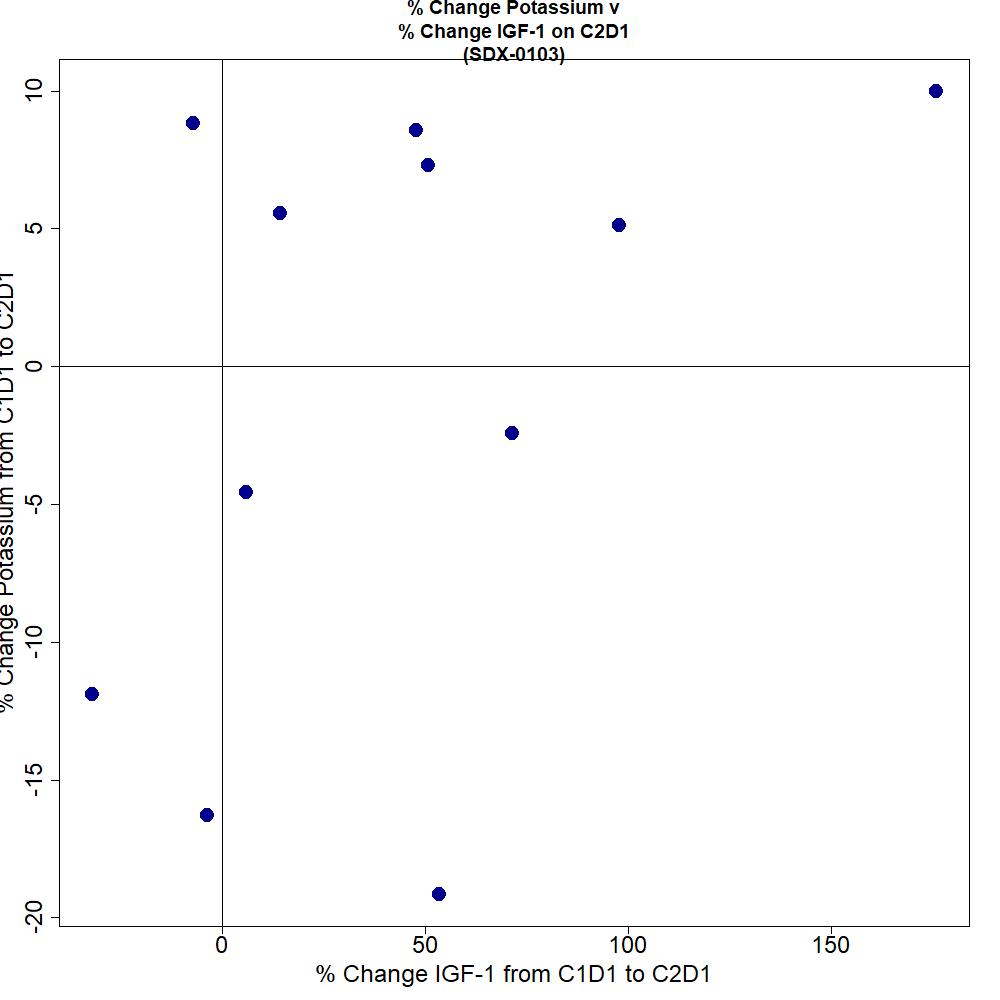 % Change Potassium v
% Change IGF-1 on C2D1
(SDX-0103)
% Change Potassium from C1D1 to C2D1
10
5
0
-5
-10
-15
-20
0
50
100
150
% Change IGF-1 from C1D1 to C2D1